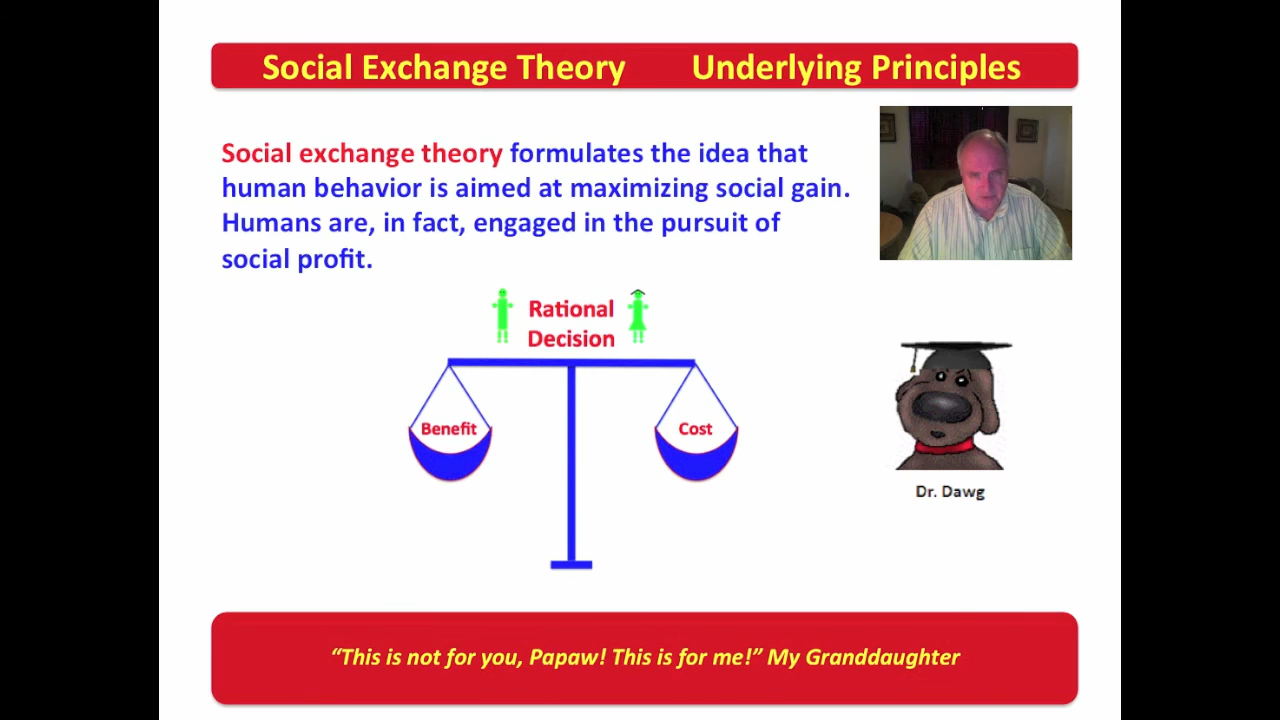 Social Exchange Theory Underlying Principles
Social exchange theory formulates the idea that
human behavior is aimed at maximizing social gain.
Humans are, in fact, engaged in the pursuit of
social profit.
Rational
Decision
Benefit
Cost
Dr. Dawg
“This is not for you, Papaw! This is for me!” My Granddaughter